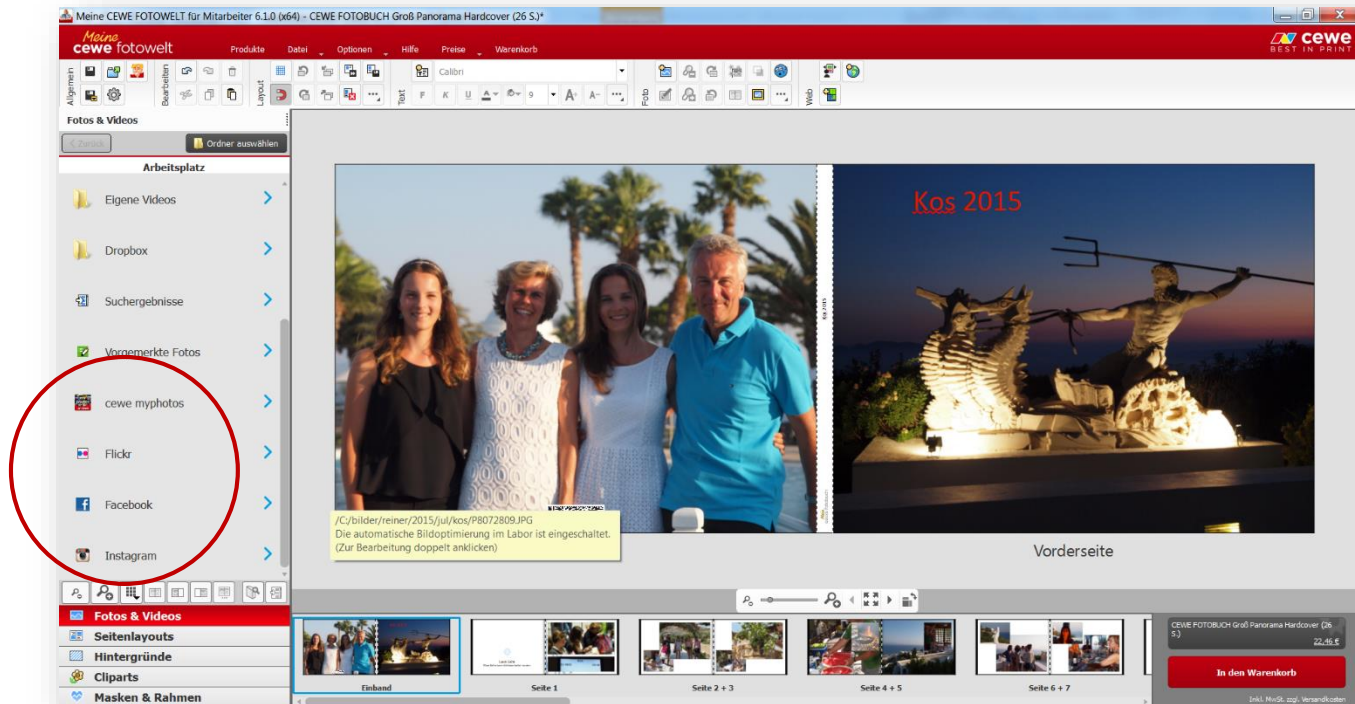 Meine CEWE FOTOWELT für Mitarbeiter 6.1.0 (x64) - CEWE FOTOBUCH Groß Panorama Hardcover (26 S.)*
Meine
cewe fotowelt
Produkte Datei Optionen Hilfe Preise Warenkorb
cewe
BEST IN PRINT
Allgemein
Bearbeiten
Layout
Text
Foto
Web
Calibri
F K U A 9 A+ A-
Fotos & Videos
< Zurück
Ordner auswählen
Arbeitsplatz
Eigene Videos
Dropbox
Suchergebnisse
Vorgemerkte Fotos
cewe myphotos
Flickr
Facebook
Instagram
Fotos & Videos
Seitenlayouts
Hintergründe
Cliparts
Masken & Rahmen
Kos 2015
Kos 2015
/C:/bilder/reiner/2015/jul/kos/P8072809.JPG
Die automatische Bildoptimierung im Labor ist eingeschaltet.
(Zur Bearbeitung doppelt anklicken)
Vorderseite
Einband
Seite 1
Seite 2 + 3
Seite 4 + 5
Seite 6 + 7
CEWE FOTOBUCH Groß Panorama Hardcover (26
S.)
22,46 €
In den Warenkorb
Inkl. MwSt. zzgl. Versandkosten